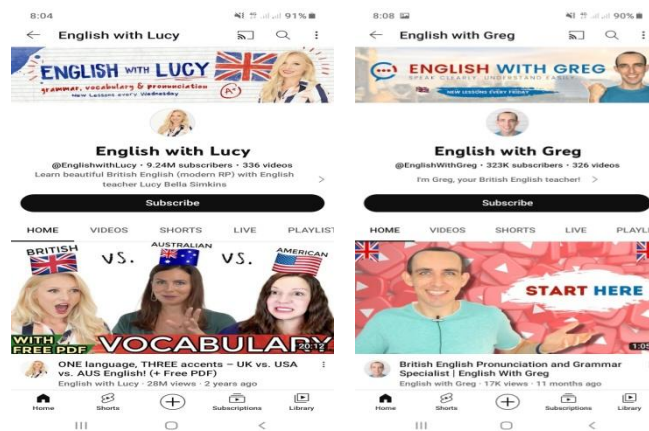 8:04
91%
English with Lucy
ENGLISH WITH LUCY
grammar, vocabulary & pronunciation
New Lessons every Wednesday
A+
English with Lucy
@EnglishwithLucy · 9.24M subscribers · 336 videos
Learn beautiful British English (modern RP) with English
teacher Lucy Bella Simkins
Subscribe
HOME VIDEOS SHORTS LIVE PLAYLIST
BRITISH VS. AUSTRALIAN VS. AMERICAN
WITH
FREE PDF
VOCABULARY
20:12
ONE language, THREE accents – UK vs. USA
vs. AUS English! (+ Free PDF)
English with Lucy · 28M views · 2 years ago
Home Shorts Subscriptions Library
8:08
90%
English with Greg
ENGLISH WITH GREG
SPEAK CLEARLY. UNDERSTAND EASILY.
NEW LESSONS EVERY FRIDAY
English with Greg
@EnglishWithGreg · 323K subscribers · 326 videos
I'm Greg, your British English teacher!
Subscribe
HOME VIDEOS SHORTS LIVE PLAYL
START HERE
1:05
British English Pronunciation and Grammar
Specialist | English With Greg
English with Greg · 17K views · 11 months ago
Home Shorts Subscriptions Library